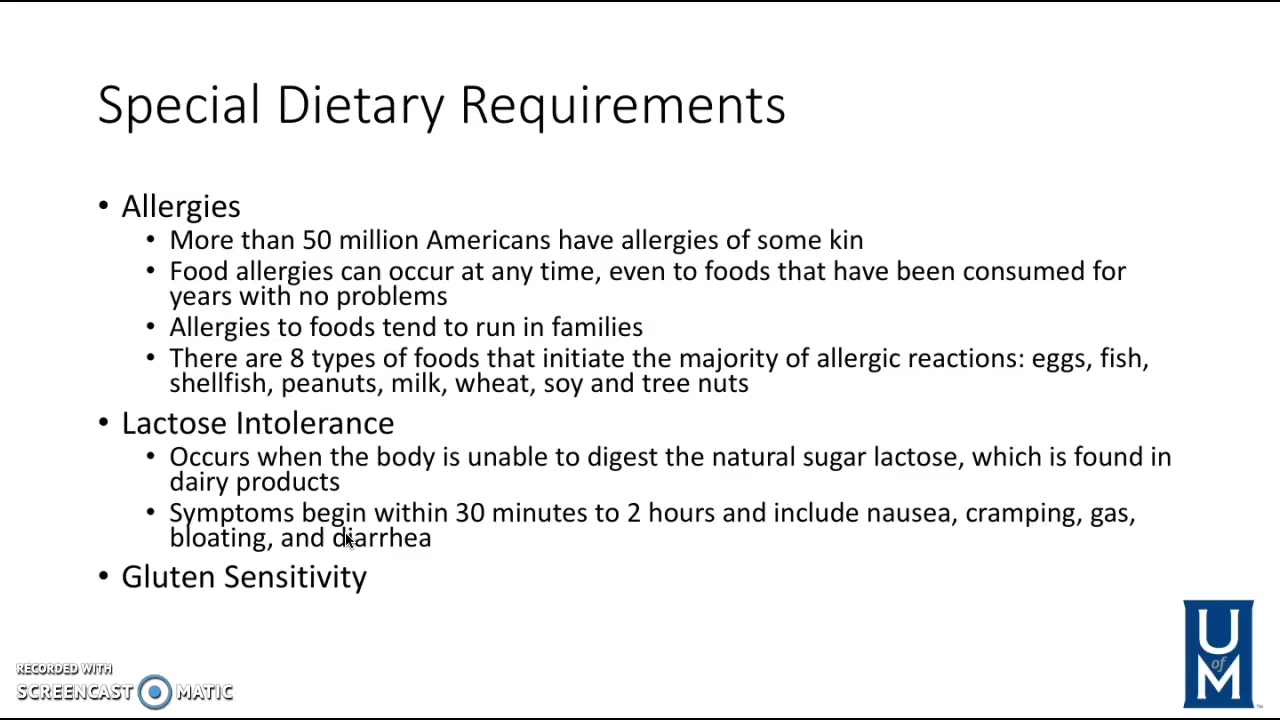 Special Dietary Requirements
• Allergies
• More than 50 million Americans have allergies of some kin
• Food allergies can occur at any time, even to foods that have been consumed for
years with no problems
• Allergies to foods tend to run in families
• There are 8 types of foods that initiate the majority of allergic reactions: eggs, fish,
shellfish, peanuts, milk, wheat, soy and tree nuts
• Lactose Intolerance
• Occurs when the body is unable to digest the natural sugar lactose, which is found in
dairy products
• Symptoms begin within 30 minutes to 2 hours and include nausea, cramping, gas,
bloating, and diarrhea
• Gluten Sensitivity
RECORDED WITH
SCREENCAST MATIC
U
of
M
TM